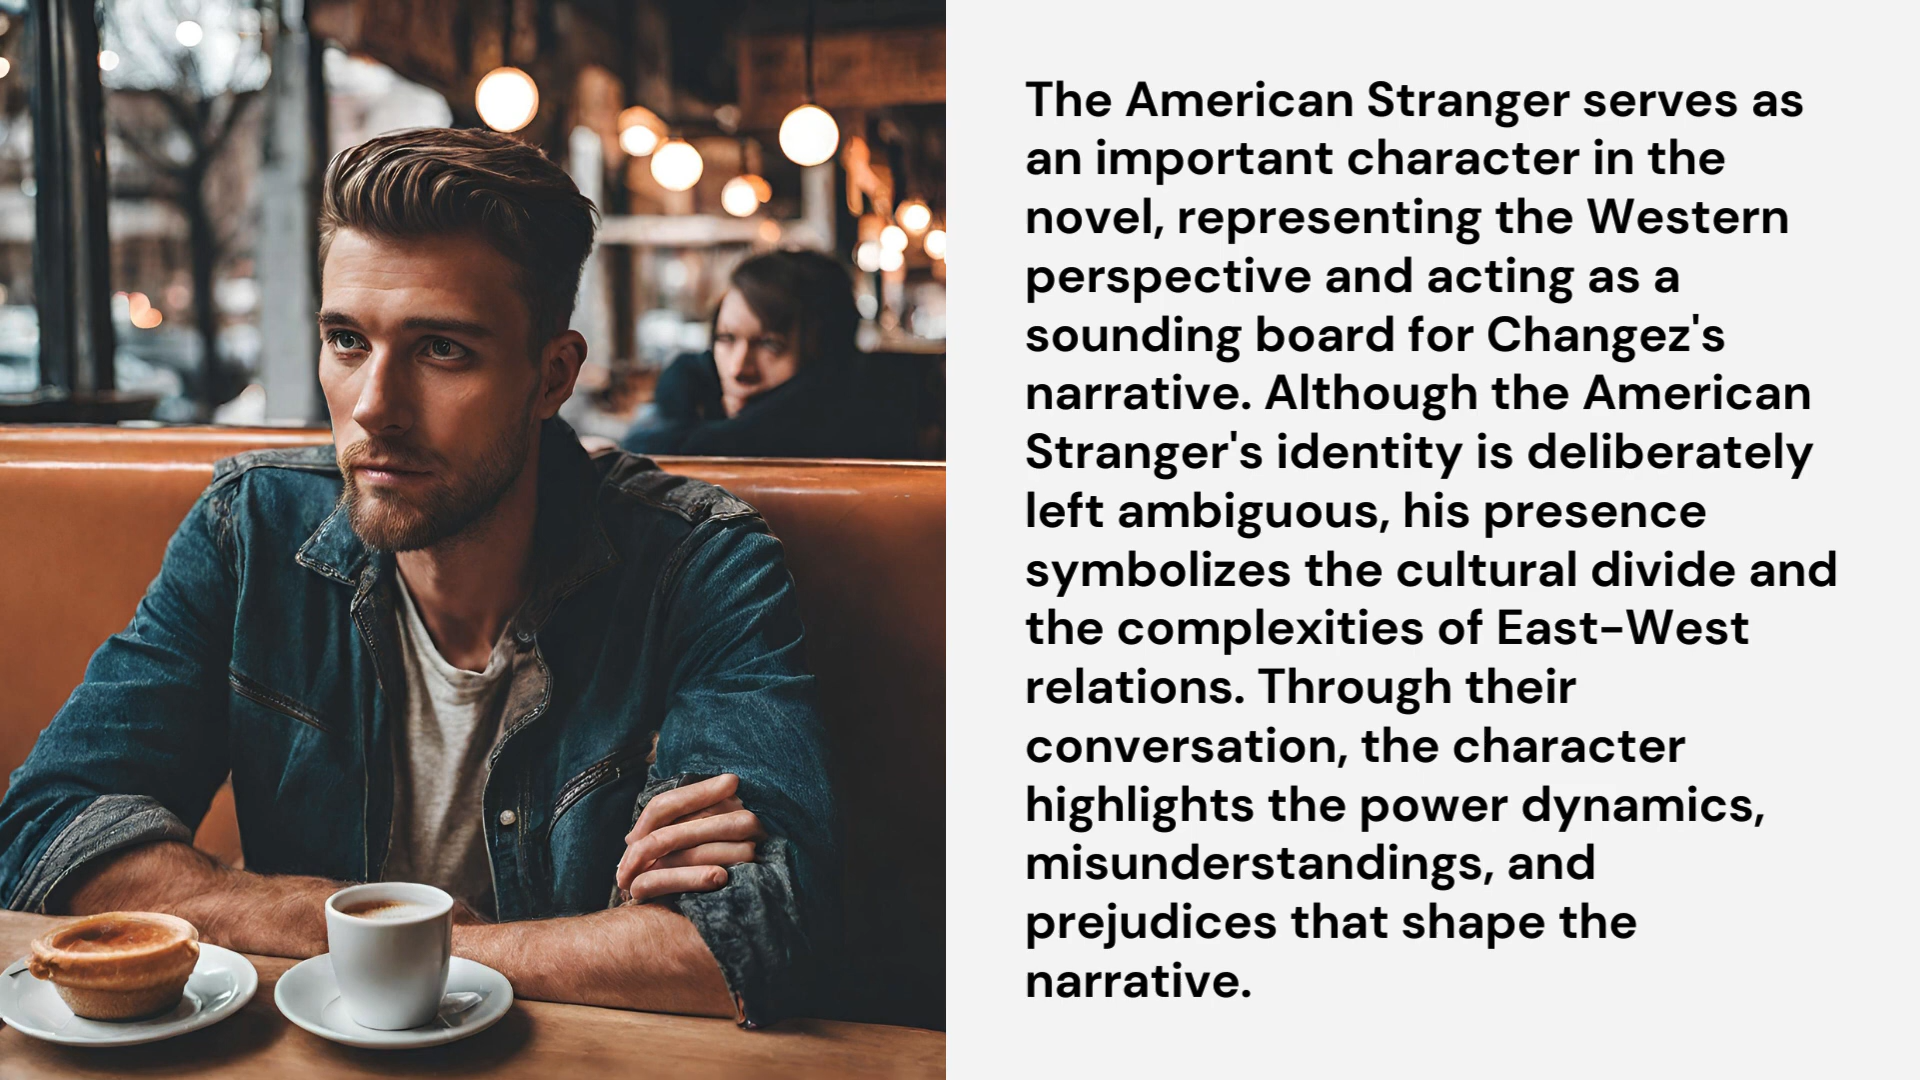 The American Stranger serves as
an important character in the
novel, representing the Western
perspective and acting as a
sounding board for Changez's
narrative. Although the American
Stranger's identity is deliberately
left ambiguous, his presence
symbolizes the cultural divide and
the complexities of East-West
relations. Through their
conversation, the character
highlights the power dynamics,
misunderstandings, and
prejudices that shape the
narrative.